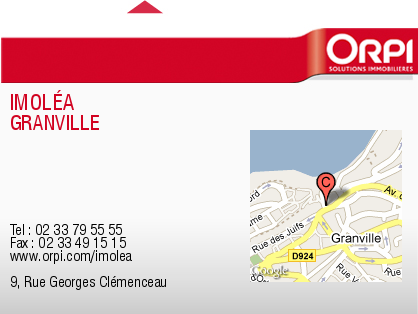 ORPI
SOLUTIONS IMMOBILIÈRES
IMOLÉA
GRANVILLE
C
Av. d
Rue des Juifs
Granville
D924
Google
Tel : 02 33 79 55 55
Fax : 02 33 49 15 15
www.orpi.com/imolea
9, Rue Georges Clémenceau